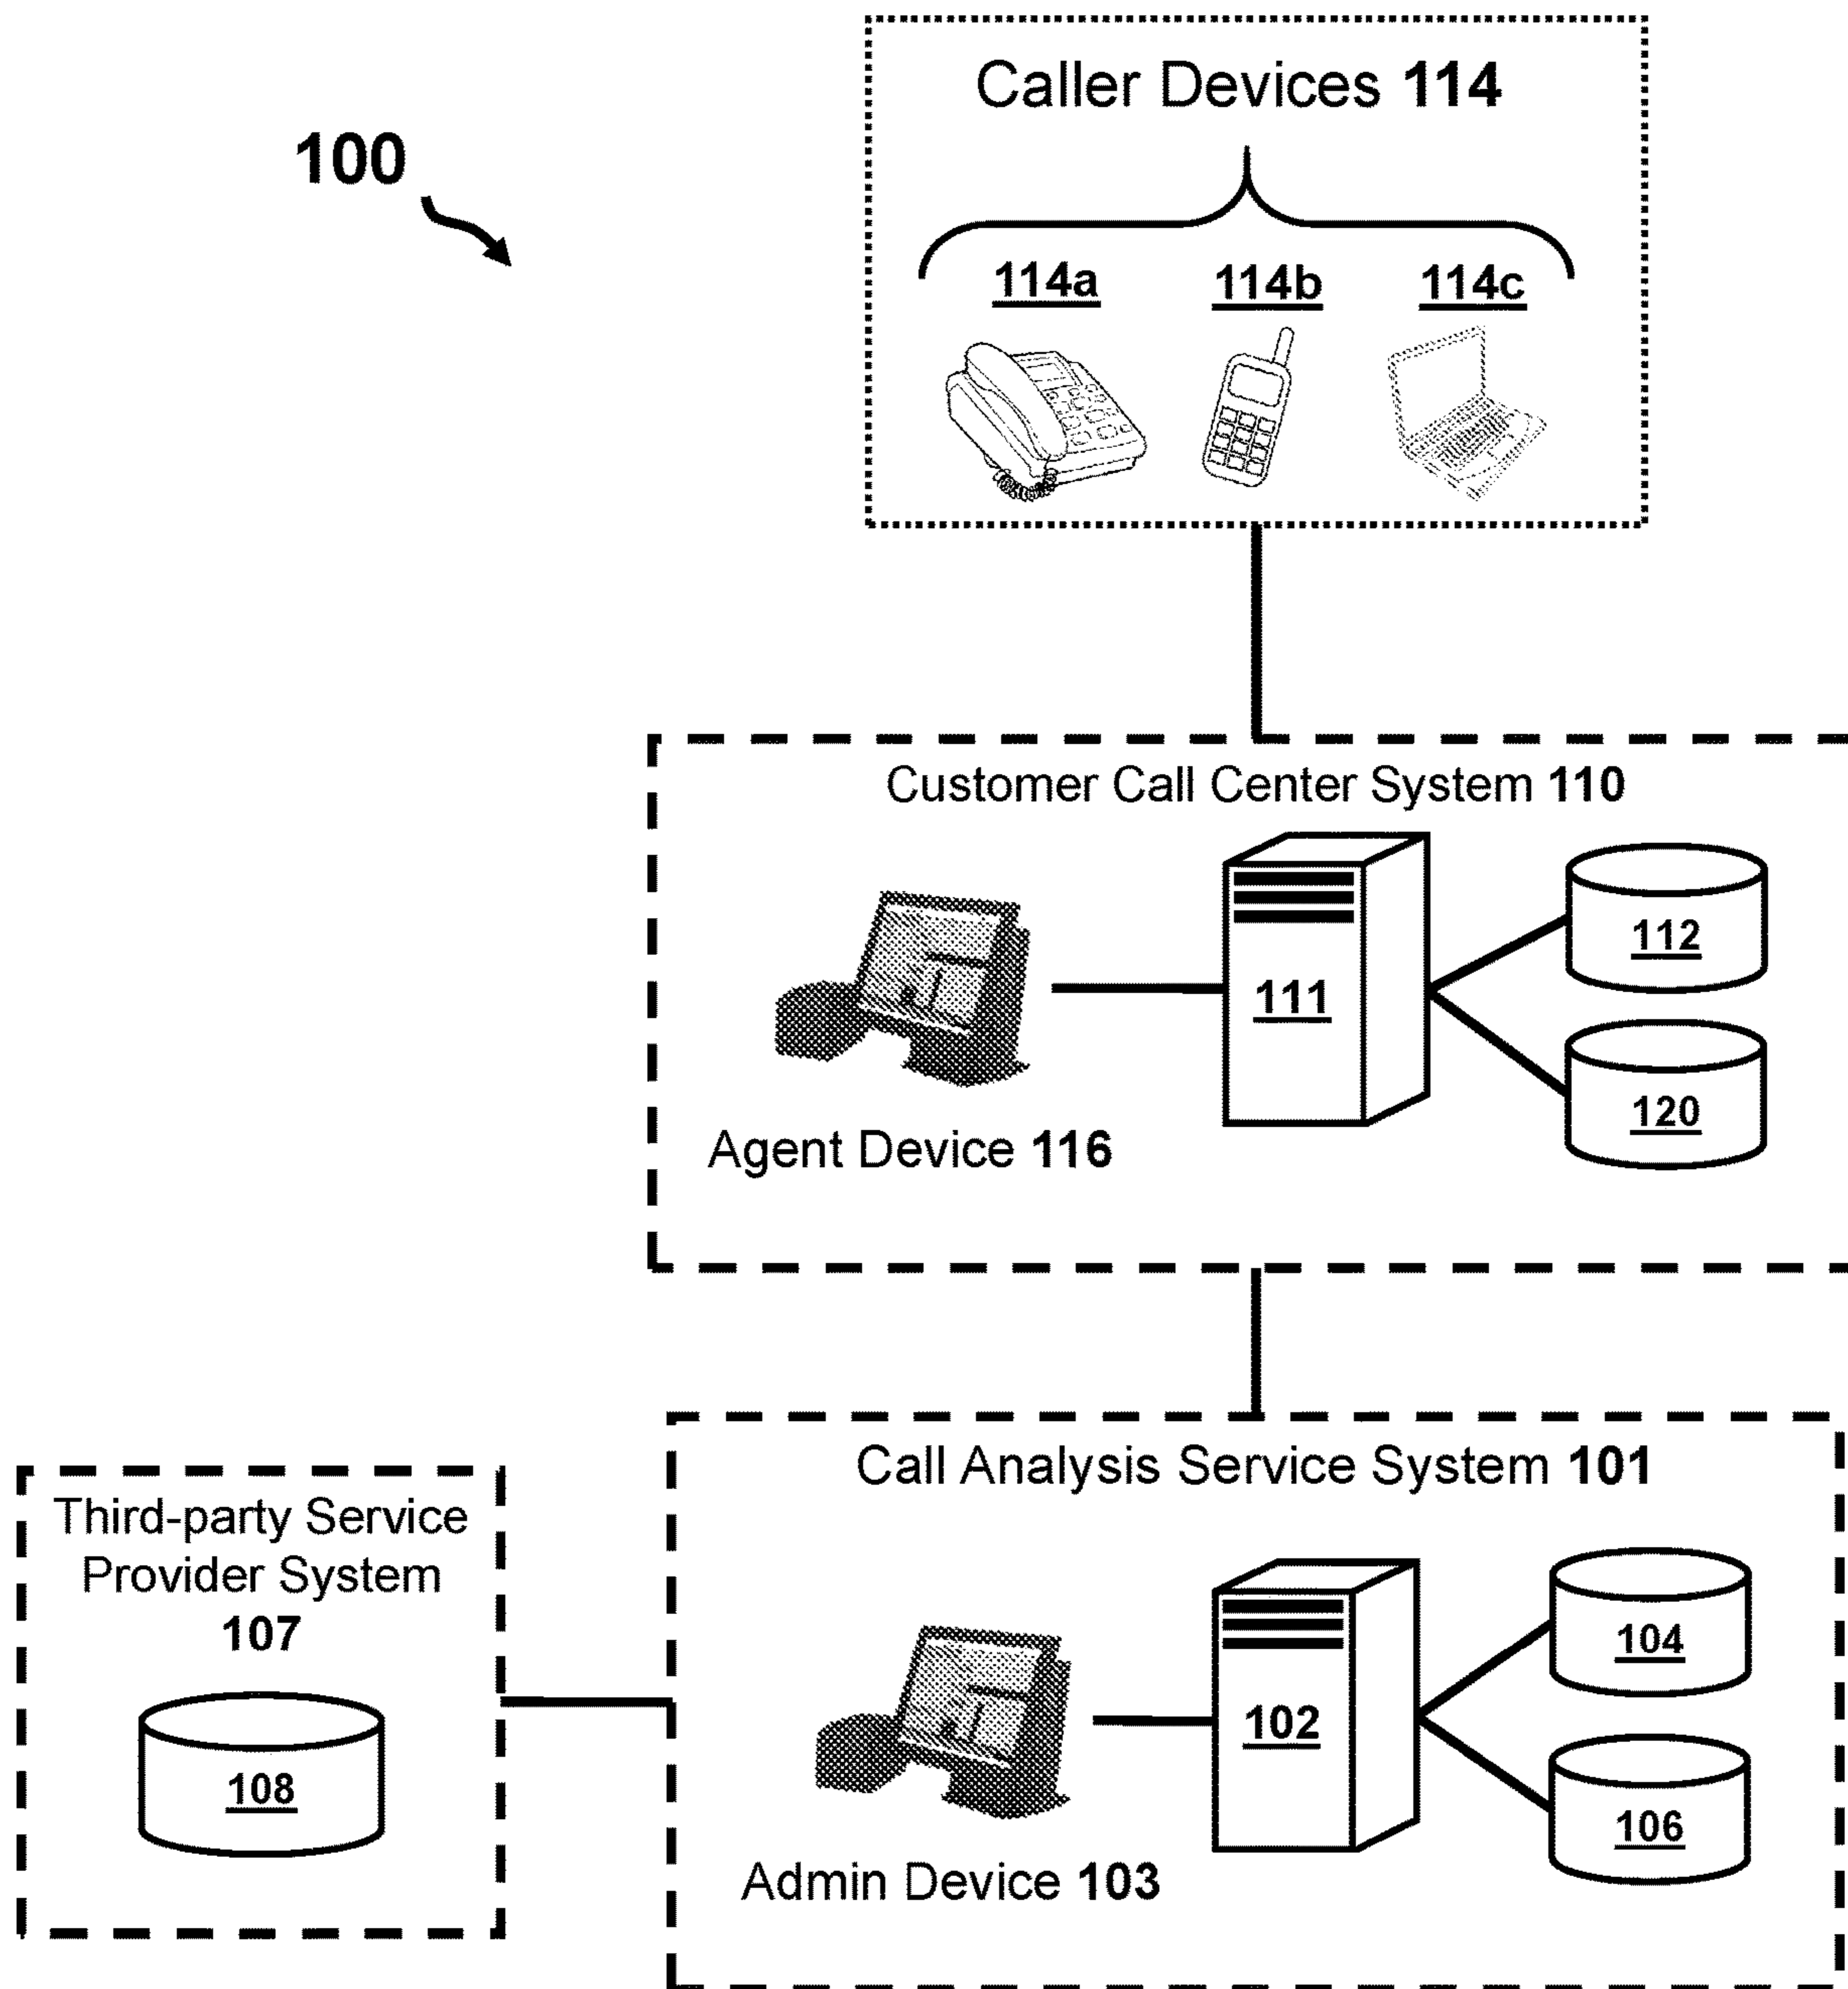 100
Caller Devices 114
114a 114b 114c
Customer Call Center System 110
111
112
120
Agent Device 116
Call Analysis Service System 101
Third-party Service
Provider System
107
108
102
104
106
Admin Device 103